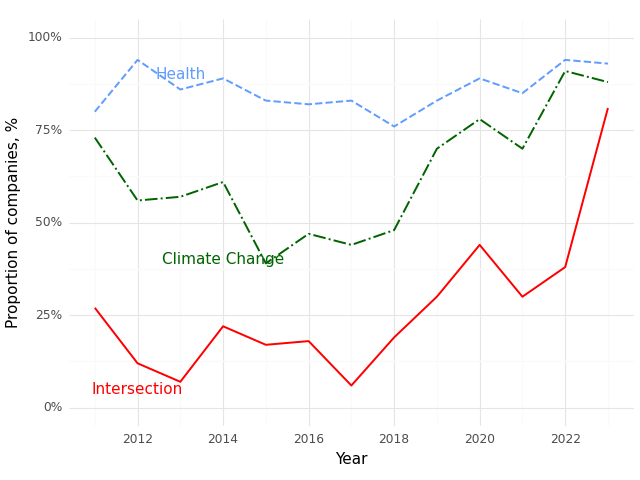 100%
75%
50%
25%
0%
Proportion of companies, %
Health
Climate Change
Intersection
2012 2014 2016 2018 2020 2022
Year